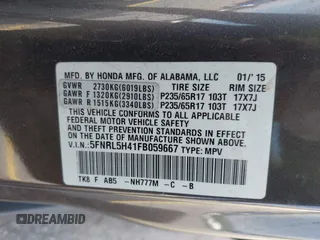 MFD. BY HONDA MFG. OF ALABAMA, LLC 01/'15
GVWR 2730KG(6019LBS) TIRE SIZE RIM SIZE
GAWR F 1320KG(2910LBS) P235/65R17 103T 17X7J
GAWR R 1515KG(3340LBS) P235/65R17 103T 17X7J
THIS VEHICLE CONFORMS TO ALL APPLICABLE
FEDERAL MOTOR VEHICLE SAFETY, BUMPER,
AND THEFT PREVENTION STANDARDS IN EFFECT
ON THE DATE OF MANUFACTURE SHOWN ABOVE.
V.I.N.:5FNRL5H41FB059667 TYPE: MPV
TK8 F AB5 -NH777M -C -B